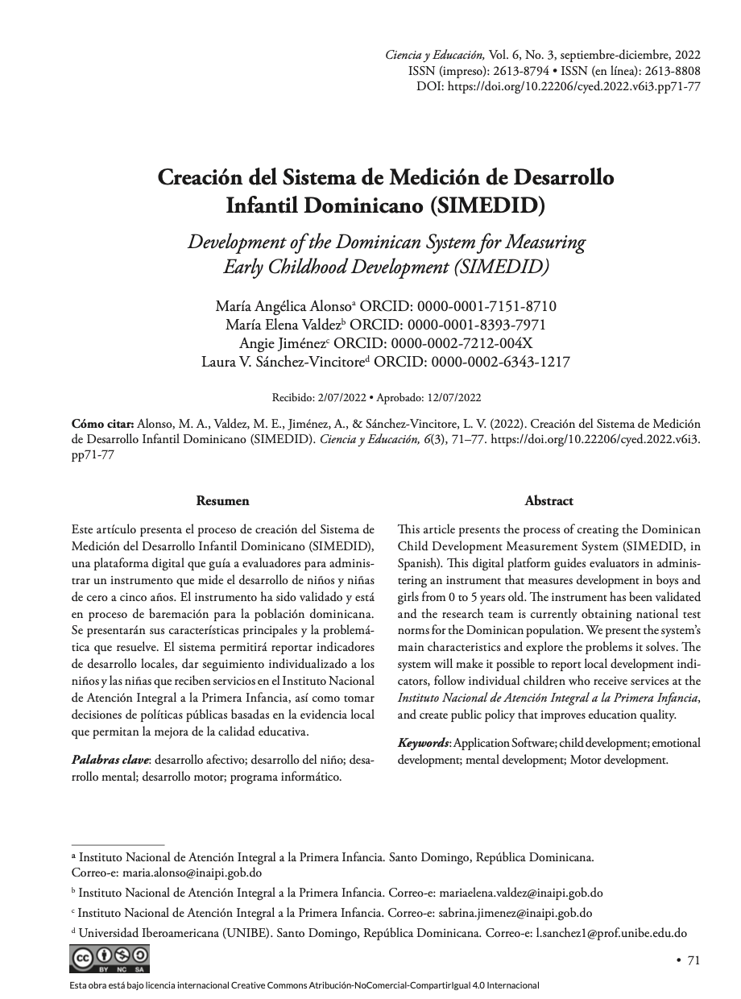 Ciencia y Educación, Vol. 6, No. 3, septiembre-diciembre, 2022
ISSN (impreso): 2613-8794 • ISSN (en línea): 2613-8808
DOI: https://doi.org/10.22206/cyed.2022.v6i3.pp71-77
Creación del Sistema de Medición de Desarrollo
Infantil Dominicano (SIMEDID)
Development of the Dominican System for Measuring
Early Childhood Development (SIMEDID)
María Angélica Alonsoᵃ ORCID: 0000-0001-7151-8710
María Elena Valdezᵇ ORCID: 0000-0001-8393-7971
Angie Jiménezᶜ ORCID: 0000-0002-7212-004X
Laura V. Sánchez-Vincitoreᵈ ORCID: 0000-0002-6343-1217
Recibido: 2/07/2022 • Aprobado: 12/07/2022
Cómo citar: Alonso, M. A., Valdez, M. E., Jiménez, A., & Sánchez-Vincitore, L. V. (2022). Creación del Sistema de Medición
de Desarrollo Infantil Dominicano (SIMEDID). Ciencia y Educación, 6(3), 71–77. https://doi.org/10.22206/cyed.2022.v6i3.
pp71-77
Resumen
Este artículo presenta el proceso de creación del Sistema de
Medición del Desarrollo Infantil Dominicano (SIMEDID),
una plataforma digital que guía a evaluadores para adminis-
trar un instrumento que mide el desarrollo de niños y niñas
de cero a cinco años. El instrumento ha sido validado y está
en proceso de baremación para la población dominicana.
Se presentarán sus características principales y la problemá-
tica que resuelve. El sistema permitirá reportar indicadores
de desarrollo locales, dar seguimiento individualizado a los
niños y las niñas que reciben servicios en el Instituto Nacional
de Atención Integral a la Primera Infancia, así como tomar
decisiones de políticas públicas basadas en la evidencia local
que permitan la mejora de la calidad educativa.
Palabras clave: desarrollo afectivo; desarrollo del niño; desa-
rrollo mental; desarrollo motor; programa informático.
Abstract
This article presents the process of creating the Dominican
Child Development Measurement System (SIMEDID, in
Spanish). This digital platform guides evaluators in adminis-
tering an instrument that measures development in boys and
girls from 0 to 5 years old. The instrument has been validated
and the research team is currently obtaining national test
norms for the Dominican population. We present the system’s
main characteristics and explore the problems it solves. The
system will make it possible to report local development indi-
cators, follow individual children who receive services at the
Instituto Nacional de Atención Integral a la Primera Infancia,
and create public policy that improves education quality.
Keywords: Application Software; child development; emotional
development; mental development; Motor development.
ᵃ Instituto Nacional de Atención Integral a la Primera Infancia. Santo Domingo, República Dominicana.
Correo-e: maria.alonso@inaipi.gob.do
ᵇ Instituto Nacional de Atención Integral a la Primera Infancia. Correo-e: mariaelena.valdez@inaipi.gob.do
ᶜ Instituto Nacional de Atención Integral a la Primera Infancia. Correo-e: sabrina.jimenez@inaipi.gob.do
ᵈ Universidad Iberoamericana (UNIBE). Santo Domingo, República Dominicana. Correo-e: l.sanchez1@prof.unibe.edu.do
cc BY NC SA
• 71
Esta obra está bajo licencia internacional Creative Commons Atribución-NoComercial-CompartirIgual 4.0 Internacional